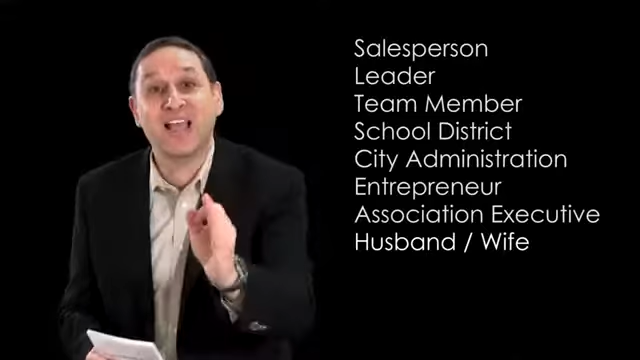 Salesperson
Leader
Team Member
School District
City Administration
Entrepreneur
Association Executive
Husband / Wife